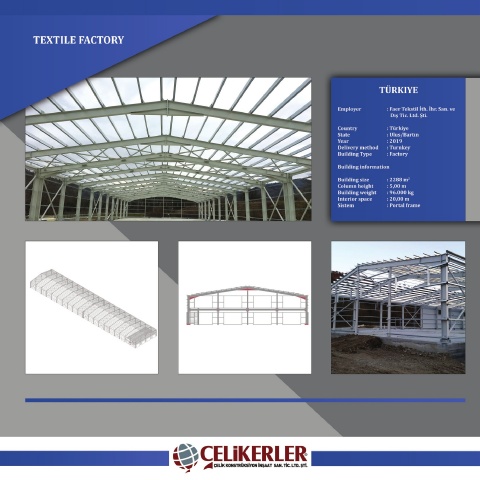 TEXTILE FACTORY
TÜRKIYE
Employer : Faser Tekstil İth. İhr. San. ve
Dış Tic. Ltd. Şti.
Country : Türkiye
State : Ulus/Bartın
Year : 2019
Delivery method : Turnkey
Building Type : Factory
Building information
Building size : 2288 m²
Column height : 5,00 m
Building weight : 96.000 kg
Interior space : 20,00 m
Sistem : Portal frame
ÇELİKERLER
ÇELİK KONSTRÜKSİYON İNŞAAT SAN. TİC. LTD. ŞTİ.